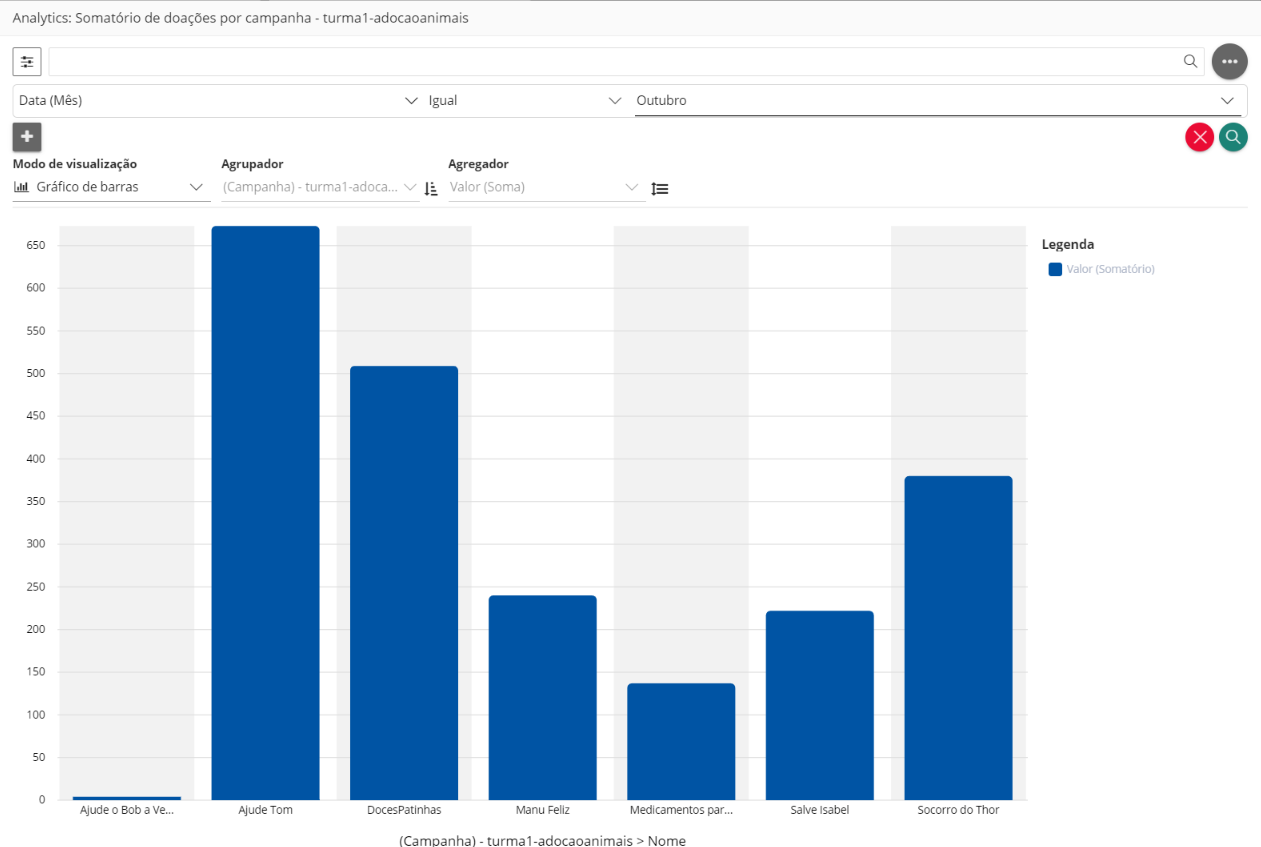 Analytics: Somatório de doações por campanha - turma1-adocaoanimais
Data (Mês) Igual Outubro
Modo de visualização Agrupador Agregador
Gráfico de barras (Campanha) - turma1-adoca... Valor (Soma)
Legenda
Valor (Somatório)
650
600
550
500
450
400
350
300
250
200
150
100
50
0
Ajude o Bob a Ve... Ajude Tom DocesPatinhas Manu Feliz Medicamentos par... Salve Isabel Socorro do Thor
(Campanha) - turma1-adocaoanimais > Nome